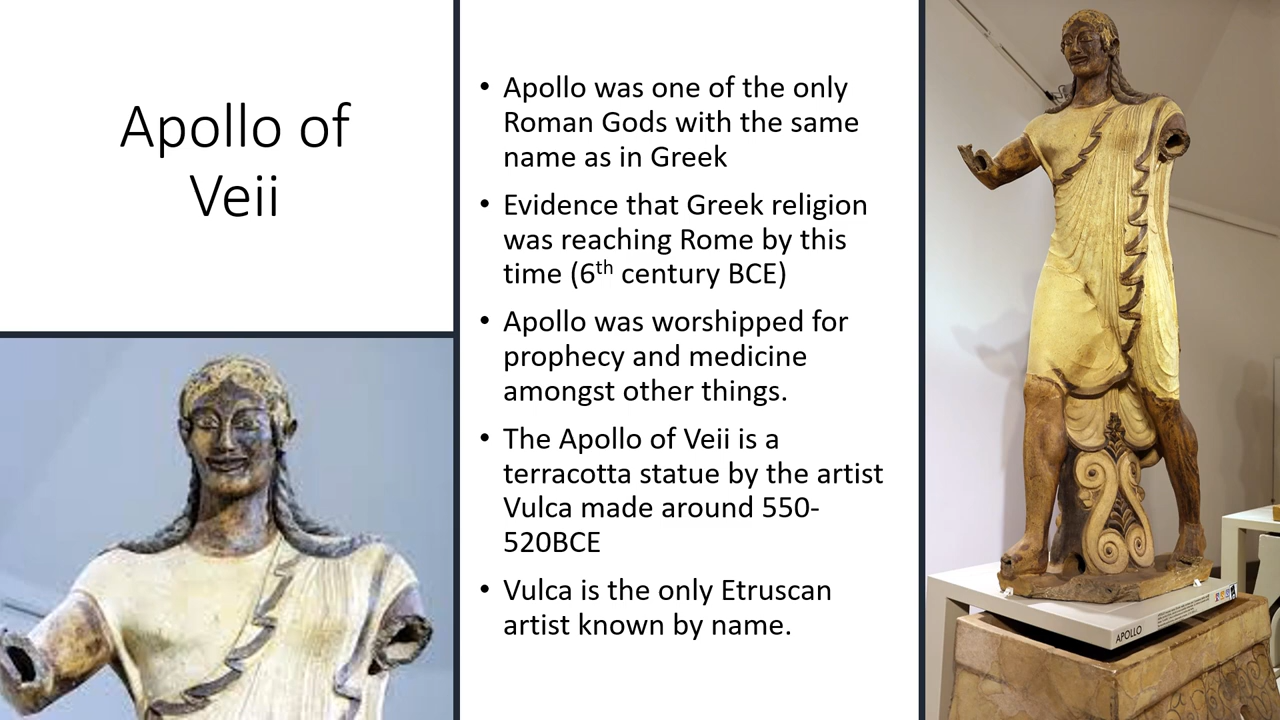 Apollo of
Veii
• Apollo was one of the only
Roman Gods with the same
name as in Greek
• Evidence that Greek religion
was reaching Rome by this
time (6th century BCE)
• Apollo was worshipped for
prophecy and medicine
amongst other things.
• The Apollo of Veii is a
terracotta statue by the artist
Vulca made around 550-
520BCE
• Vulca is the only Etruscan
artist known by name.
APOLLO